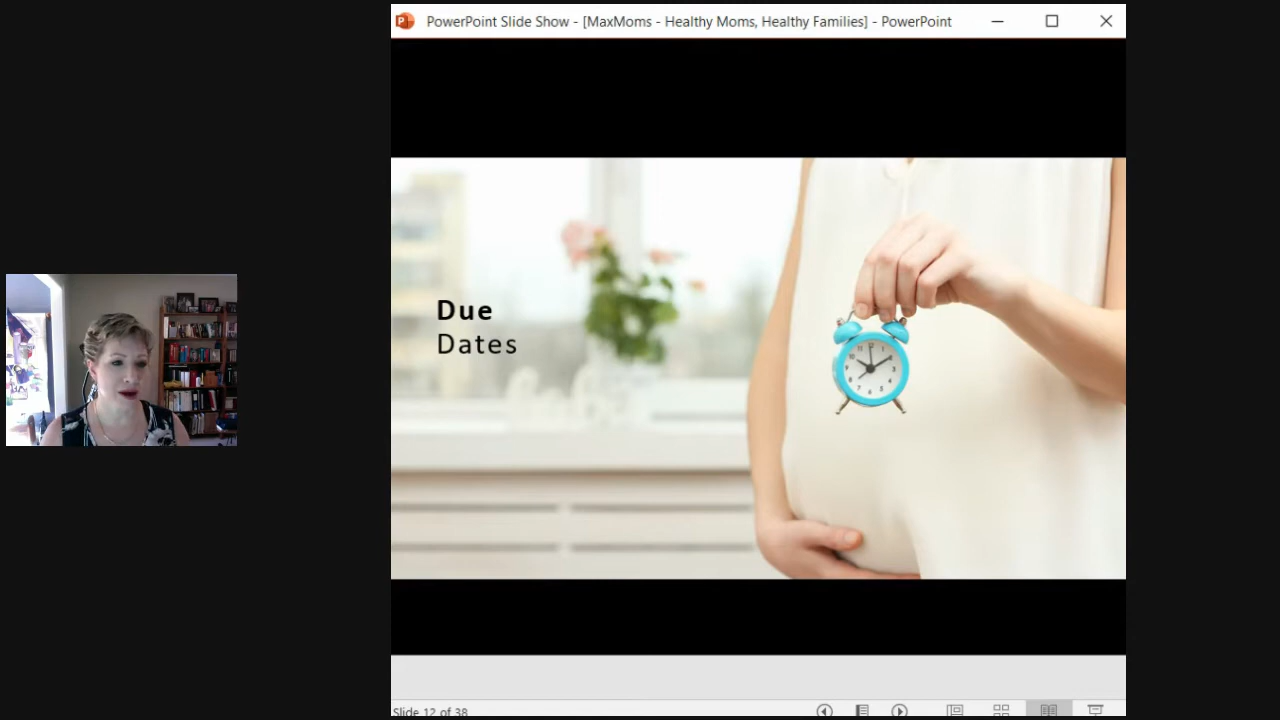 PowerPoint Slide Show - [MaxMoms - Healthy Moms, Healthy Families] - PowerPoint
Due
Dates
Slide 12 of 38